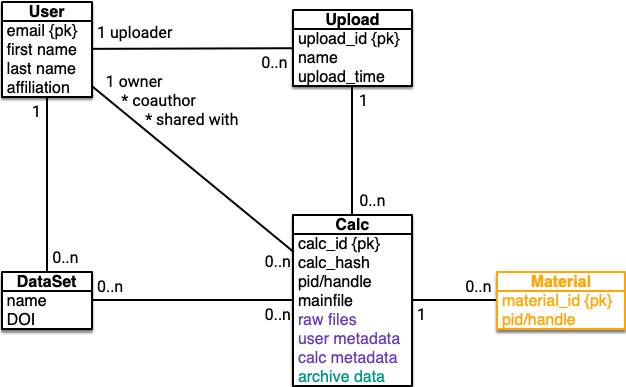 User
email {pk}
first name
last name
affiliation
1 uploader
0..n
Upload
upload_id {pk}
name
upload_time
1
1 owner
* coauthor
* shared with
1
0..n
0..n
0..n
DataSet
name
DOI
0..n
0..n
Calc
calc_id {pk}
calc_hash
pid/handle
mainfile
raw files
user metadata
calc metadata
archive data
1
0..n
Material
material_id {pk}
pid/handle